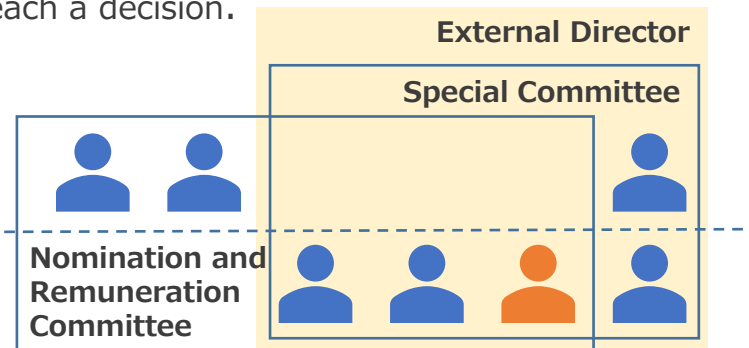 each a decision.
External Director
Special Committee
Nomination and
Remuneration
Committee